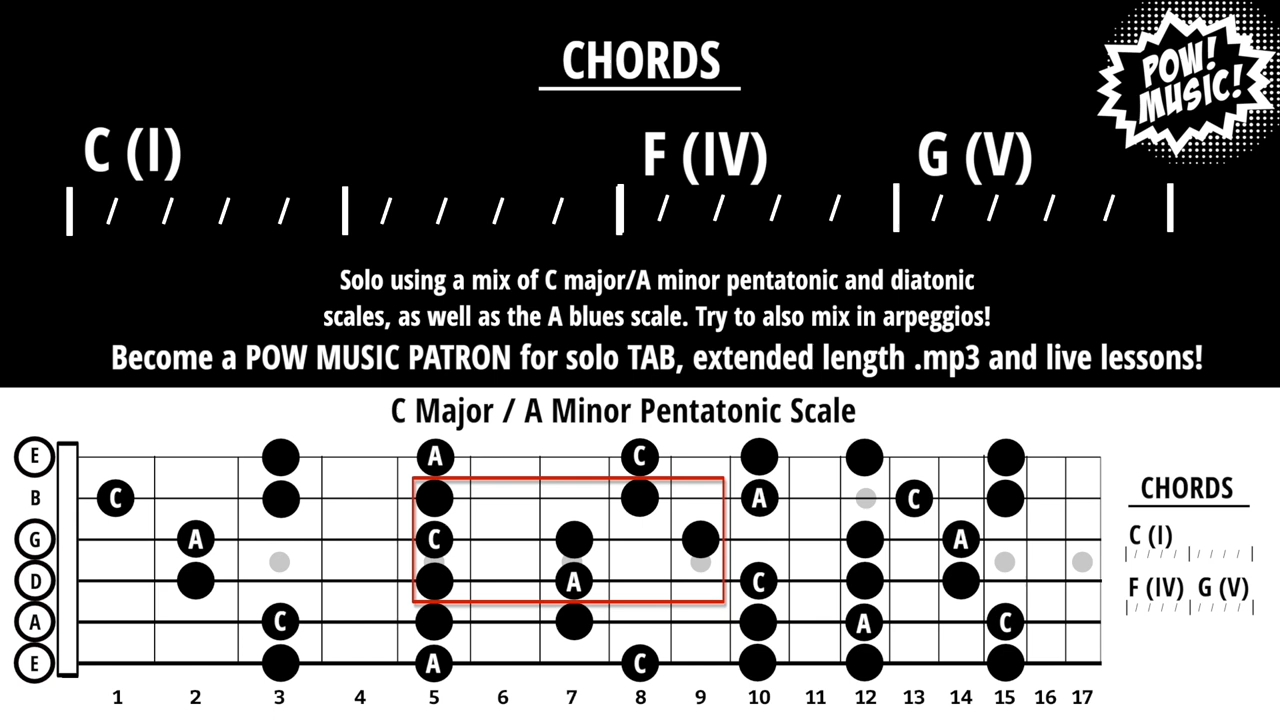 CHORDS
POW!
MUSIC!
C (I)
F (IV)
G (V)
| / / / / | / / / / | / / / / | / / / / |
Solo using a mix of C major/A minor pentatonic and diatonic
scales, as well as the A blues scale. Try to also mix in arpeggios!
Become a POW MUSIC PATRON for solo TAB, extended length .mp3 and live lessons!
C Major / A Minor Pentatonic Scale
E A C
B C A C
G A C A
D A C
A C A C
E A C
1 2 3 4 5 6 7 8 9 10 11 12 13 14 15 16 17
CHORDS
C (I)
| / / / / | / / / / |
F (IV) G (V)
| / / / / | / / / / |